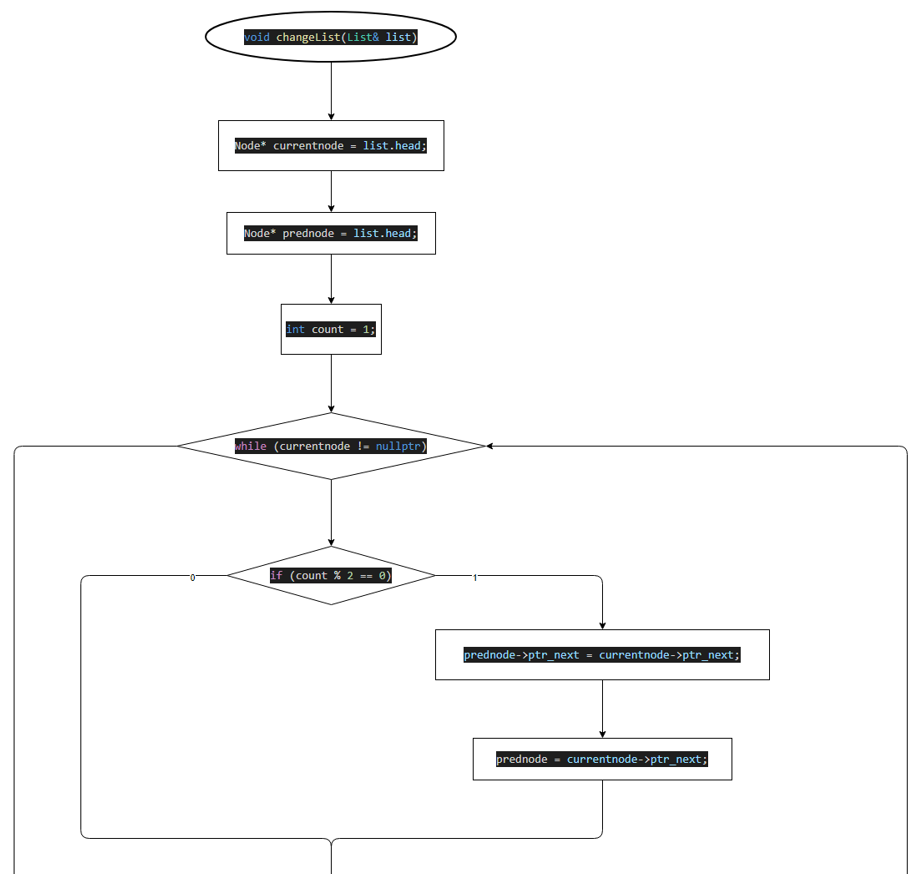 void changeList(List& list)
Node* currentnode = list.head;
Node* prednode = list.head;
int count = 1;
while (currentnode != nullptr)
if (count % 2 == 0)
0
1
prednode->ptr_next = currentnode->ptr_next;
prednode = currentnode->ptr_next;